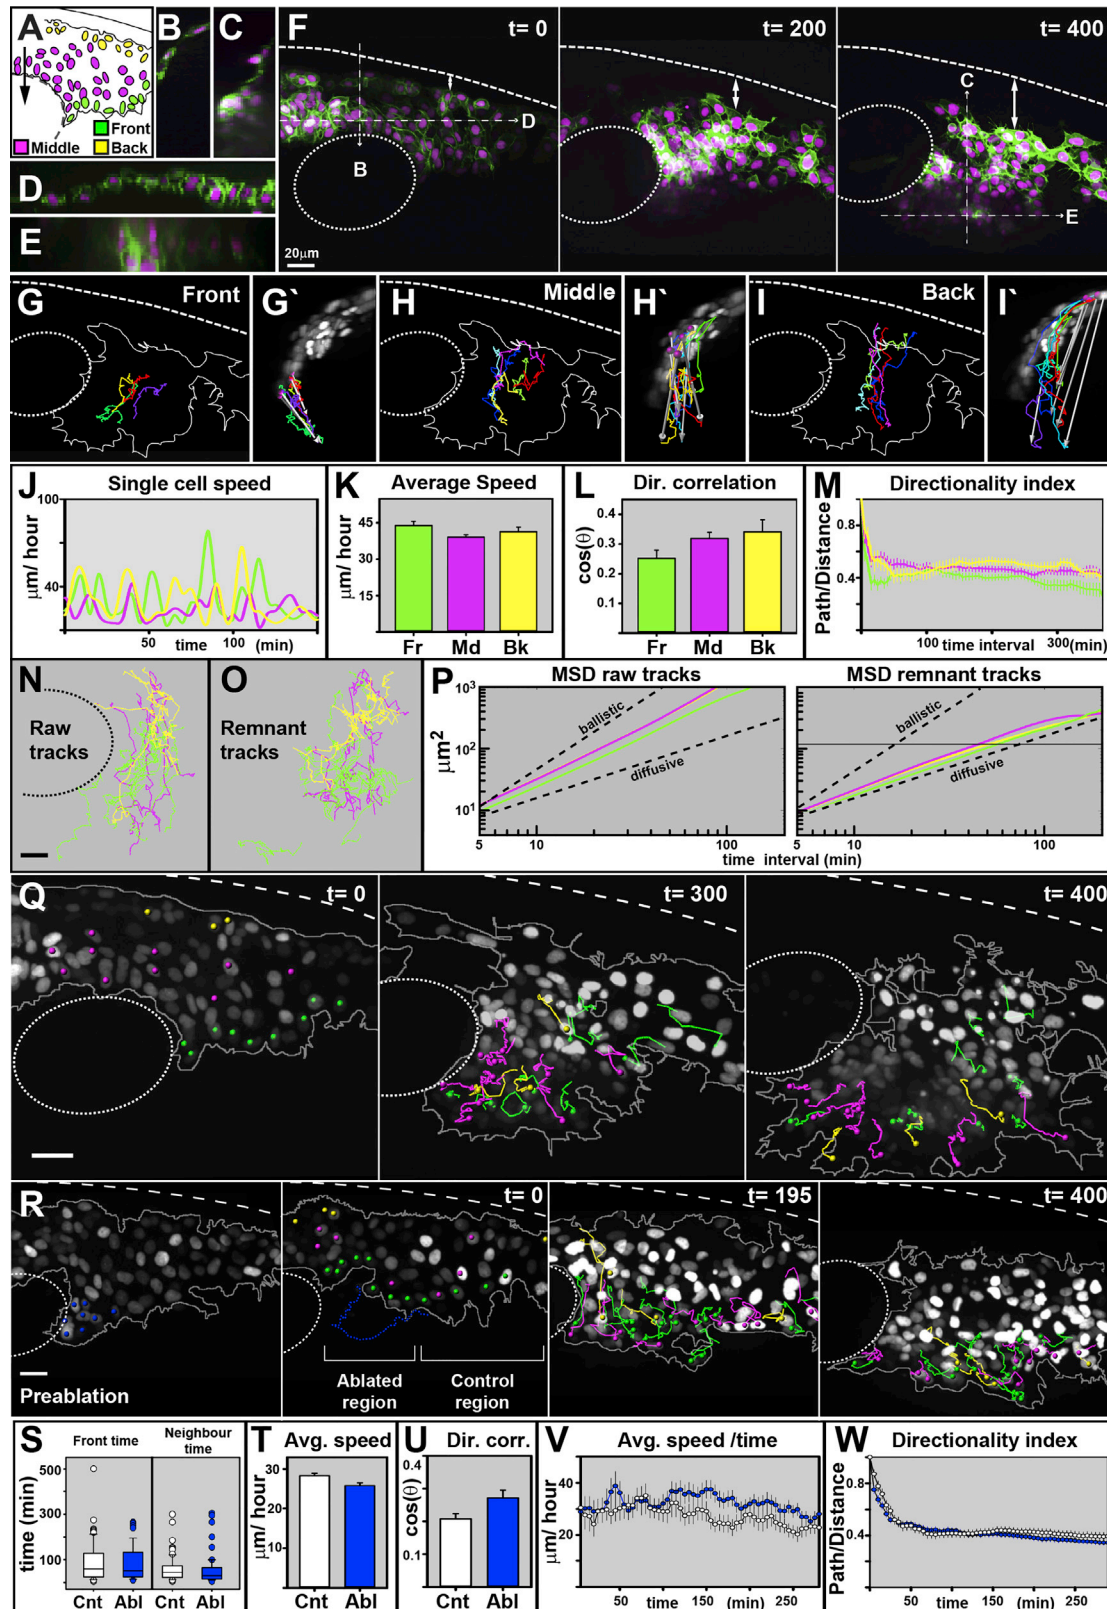 A
B
C
F
t= 0
t= 200
t= 400
Front
Middle
Back
D
E
20µm
B
D
C
E
G
Front
G`
H
Middle
H`
I
Back
I`
J
Single cell speed
100
40
µm/ hour
50
time
100
(min)
K
Average Speed
45
30
15
µm/ hour
Fr
Md
Bk
L
Dir. correlation
0.4
0.3
0.2
0.1
cos(θ)
Fr
Md
Bk
M
Directionality index
0.8
0.4
Path/Distance
100
time interval
300
(min)
N
Raw
tracks
O
Remnant
tracks
P
MSD raw tracks
MSD remnant tracks
10³
10²
10¹
µm²
ballistic
diffusive
ballistic
diffusive
5
10
100
5
10
100
time interval (min)
Q
t= 0
t= 300
t= 400
R
Preablation
t= 0
Ablated
region
Control
region
t= 195
t= 400
S
Front time
Neighbour
time
500
300
100
time (min)
Cnt
Abl
Cnt
Abl
T
Avg. speed
30
20
10
µm/ hour
Cnt
Abl
U
Dir. corr.
0.4
0.1
cos(θ)
Cnt
Abl
V
Avg. speed /time
60
40
20
µm/ hour
50
time
150
(min)
250
W
Directionality index
0.8
0.4
Path/Distance
50
time
150
(min)
250